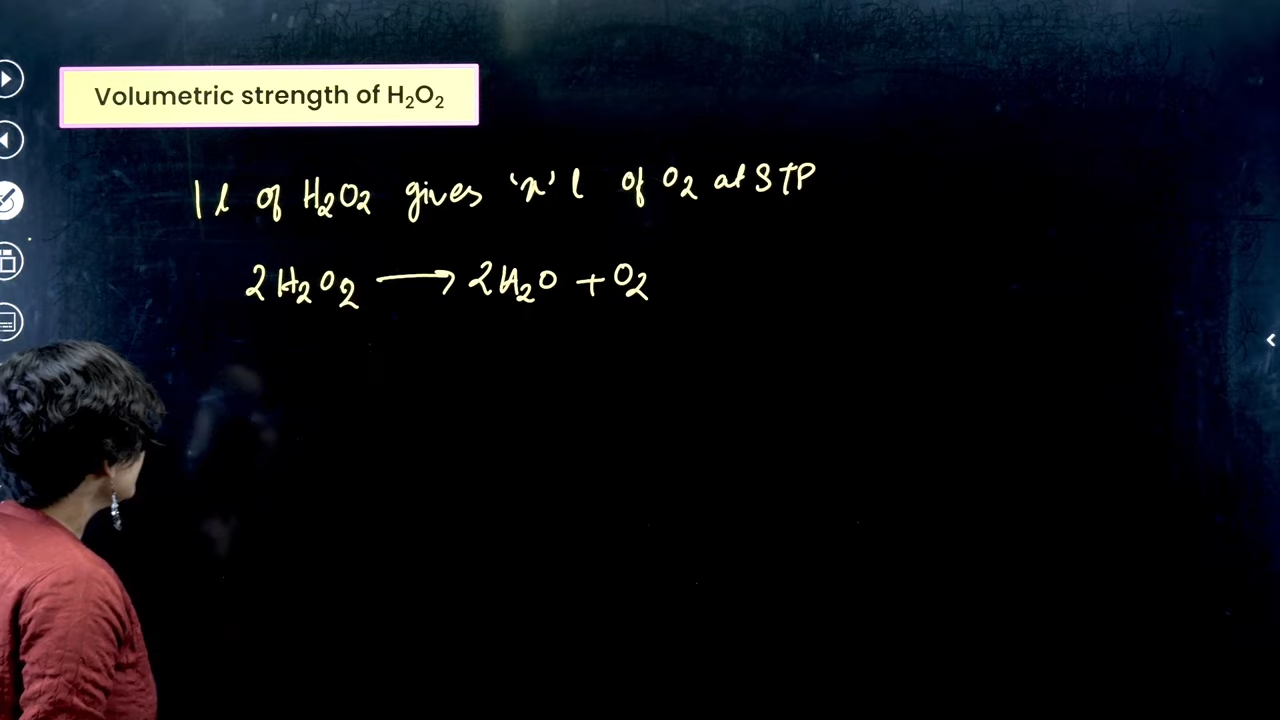 Volumetric strength of H₂O₂
1 l of H₂O₂ gives 'x' l of O₂ at STP
2H₂O₂ ⟶ 2H₂O + O₂